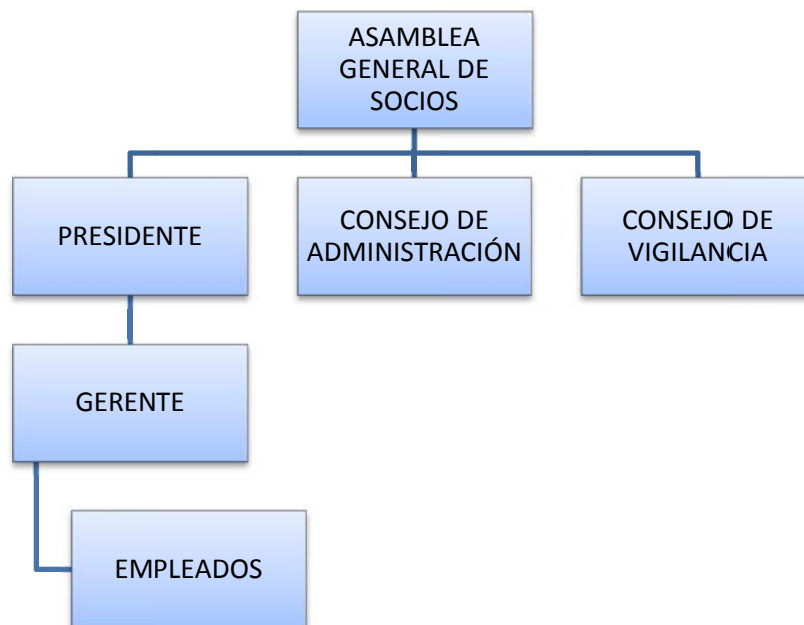 ASAMBLEA
GENERAL DE
SOCIOS
PRESIDENTE
CONSEJO DE
ADMINISTRACIÓN
CONSEJO DE
VIGILANCIA
GERENTE
EMPLEADOS